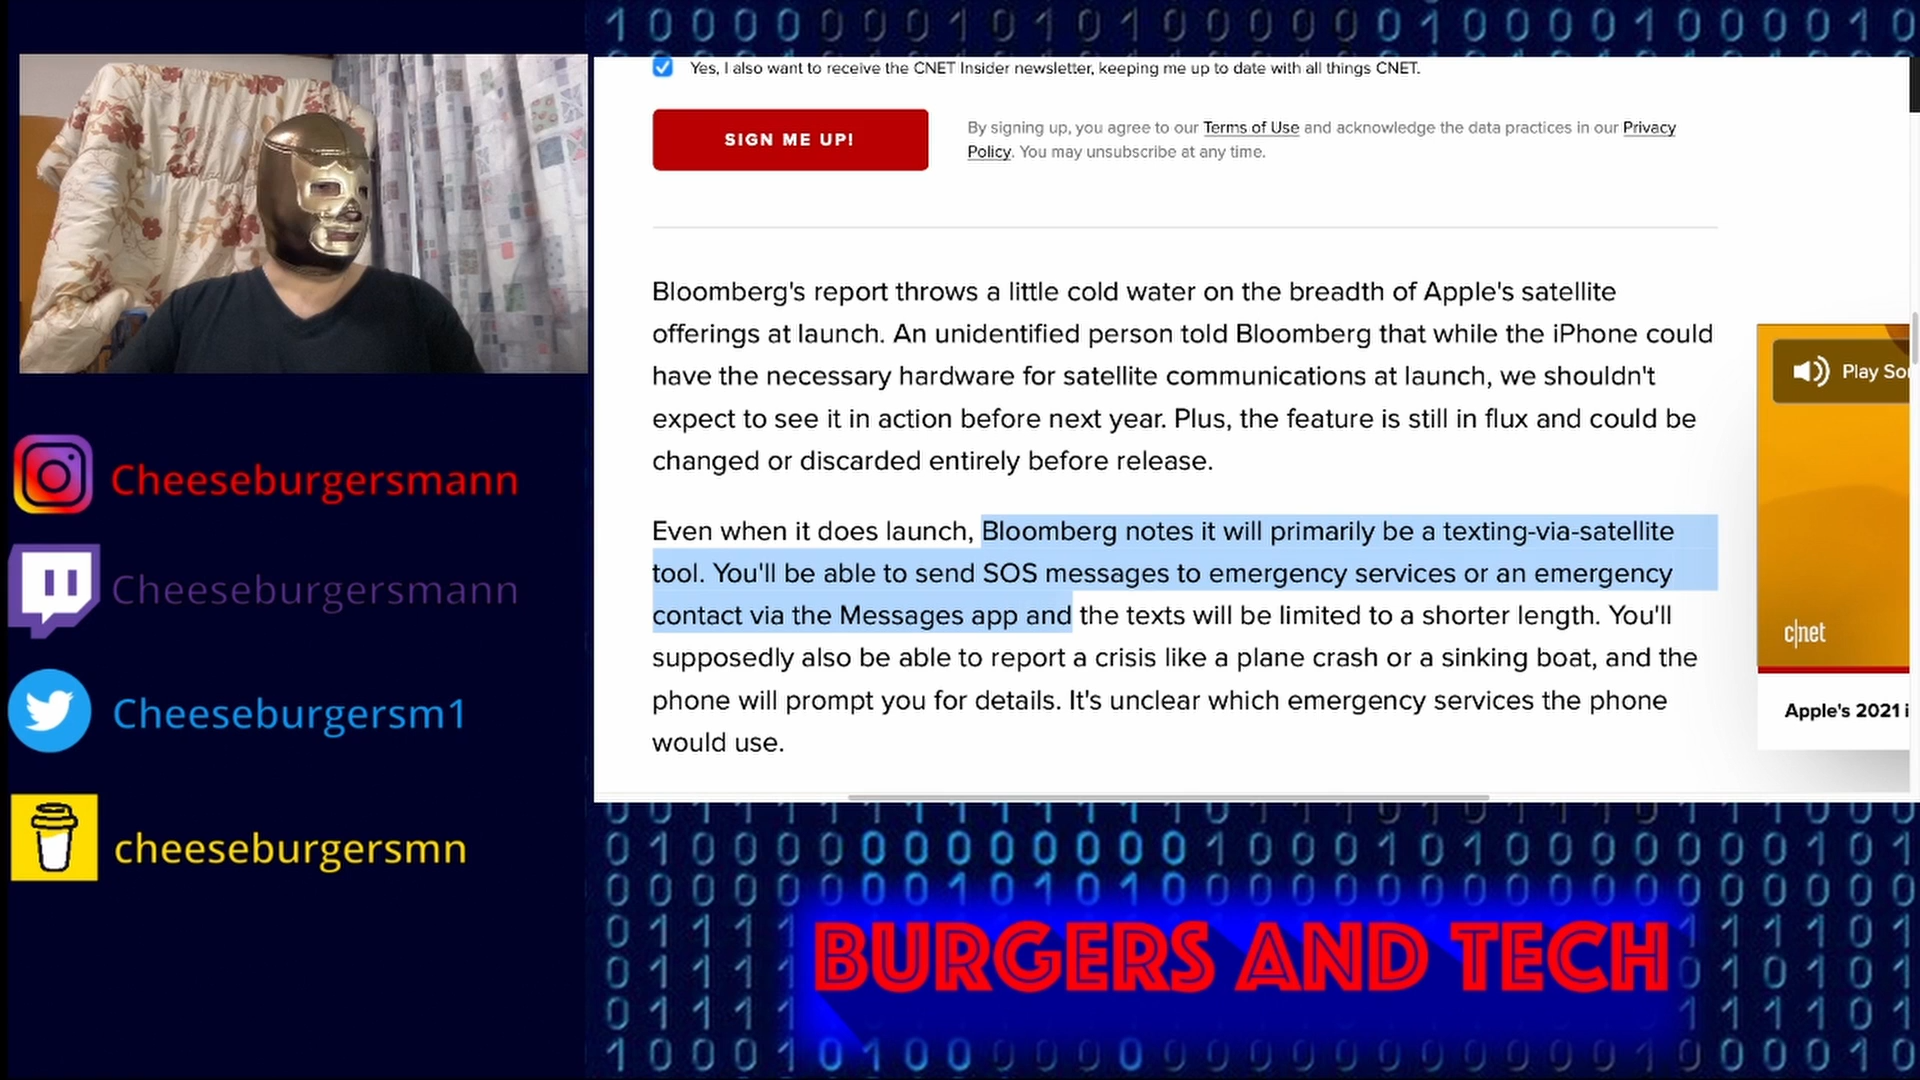 Yes, I also want to receive the CNET Insider newsletter, keeping me up to date with all things CNET.
SIGN ME UP!
By signing up, you agree to our Terms of Use and acknowledge the data practices in our Privacy
Policy. You may unsubscribe at any time.
Bloomberg's report throws a little cold water on the breadth of Apple's satellite
offerings at launch. An unidentified person told Bloomberg that while the iPhone could
have the necessary hardware for satellite communications at launch, we shouldn't
expect to see it in action before next year. Plus, the feature is still in flux and could be
changed or discarded entirely before release.
Even when it does launch, Bloomberg notes it will primarily be a texting-via-satellite
tool. You'll be able to send SOS messages to emergency services or an emergency
contact via the Messages app and the texts will be limited to a shorter length. You'll
supposedly also be able to report a crisis like a plane crash or a sinking boat, and the
phone will prompt you for details. It's unclear which emergency services the phone
would use.
Play So
c|net
Apple's 2021 i
Cheeseburgersmann
Cheeseburgersmann
Cheeseburgersm1
cheeseburgersmn
BURGERS AND TECH